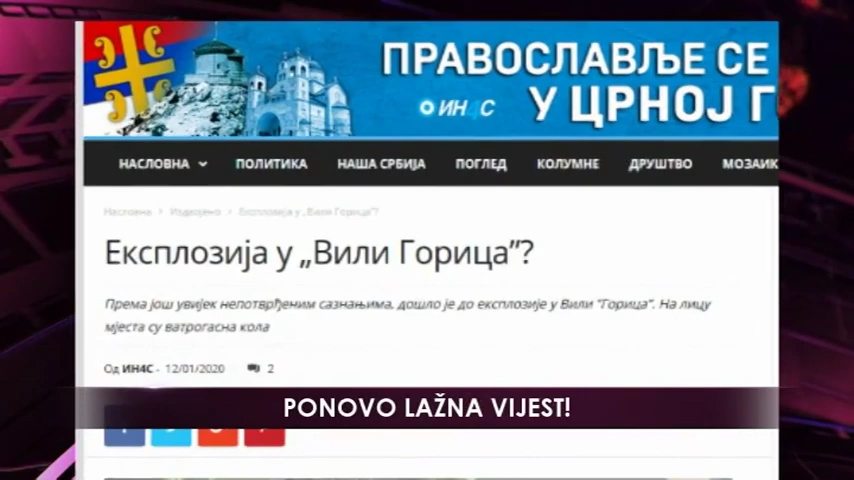 ПРАВОСЛАВЉЕ СЕ
ИН4С
У ЦРНОЈ Г
НАСЛОВНА ПОЛИТИКА НАША СРБИЈА ПОГЛЕД КОЛУМНЕ ДРУШТВО МОЗАИК
Насловна Издвојено Експлозија у „Вили Горица”?
Експлозија у „Вили Горица”?
Према још увијек непотврђеним сазнањима, дошло је до експлозије у Вили "Горица". На лицу
мјеста су ватрогасна кола
Од ИН4С - 12/01/2020 2
PONOVO LAŽNA VIJEST!